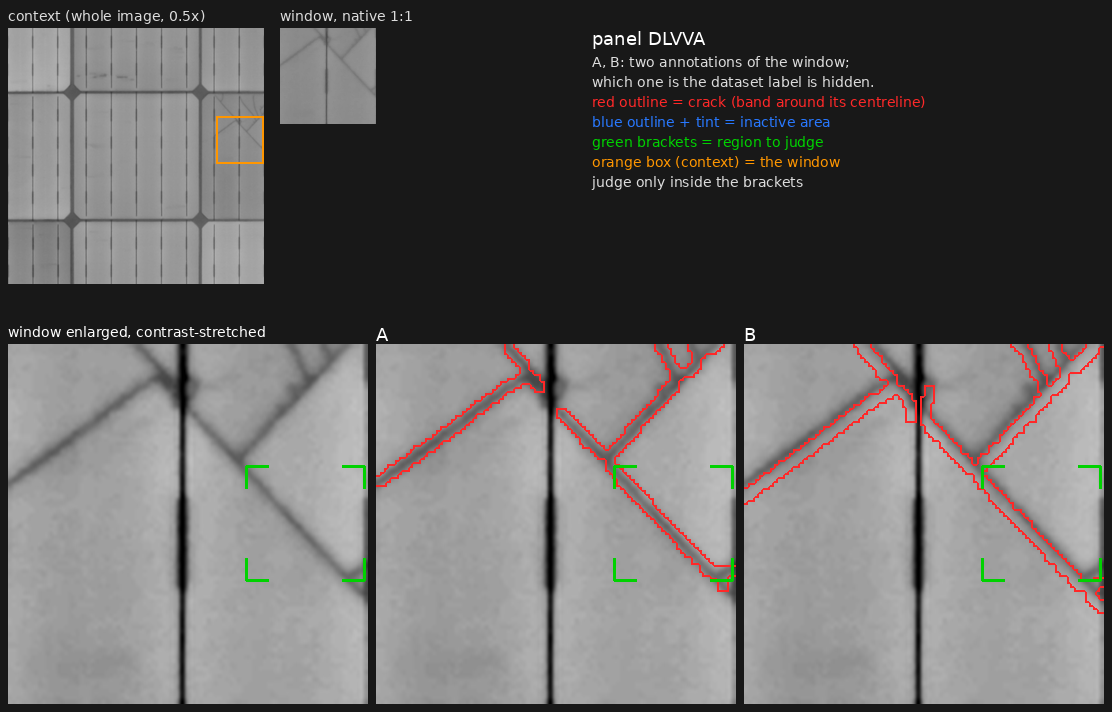 context (whole image, 0.5x)
window, native 1:1
panel DLVVA
A, B: two annotations of the window;
which one is the dataset label is hidden.
red outline = crack (band around its centreline)
blue outline + tint = inactive area
green brackets = region to judge
orange box (context) = the window
judge only inside the brackets
window enlarged, contrast-stretched
A
B